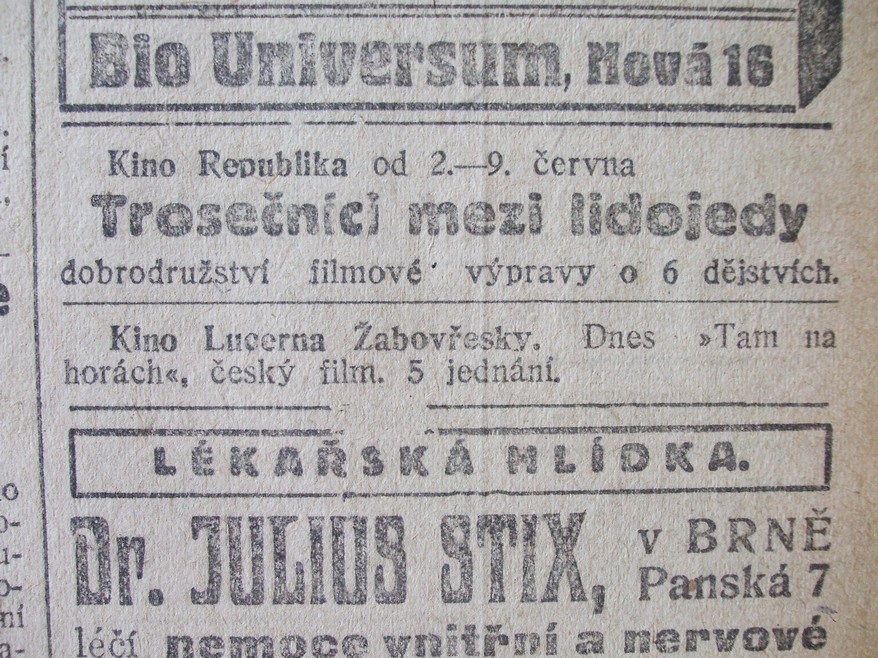 Bio Universum, Nová 16
Kino Republika od 2.—9. června
Trosečníci mezi lidojedy
dobrodružství filmové výpravy o 6 dějstvích.
Kino Lucerna Žabovřesky. Dnes »Tam na
horách«, český film. 5 jednání.
LÉKAŘSKÁ HLÍDKA.
Dr. JULIUS STIX, v BRNĚ
Panská 7
léčí nemoce vnitřní a nervové